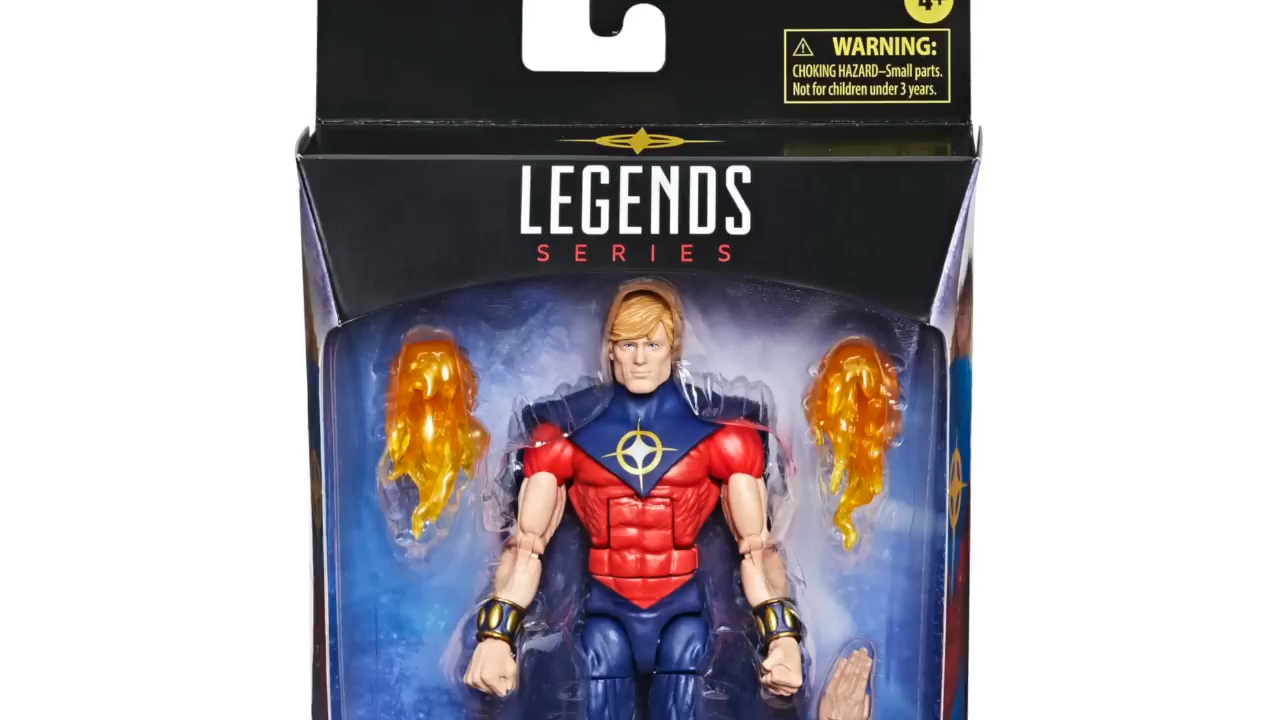 4+
WARNING:
CHOKING HAZARD–Small parts.
Not for children under 3 years.
LEGENDS
SERIES